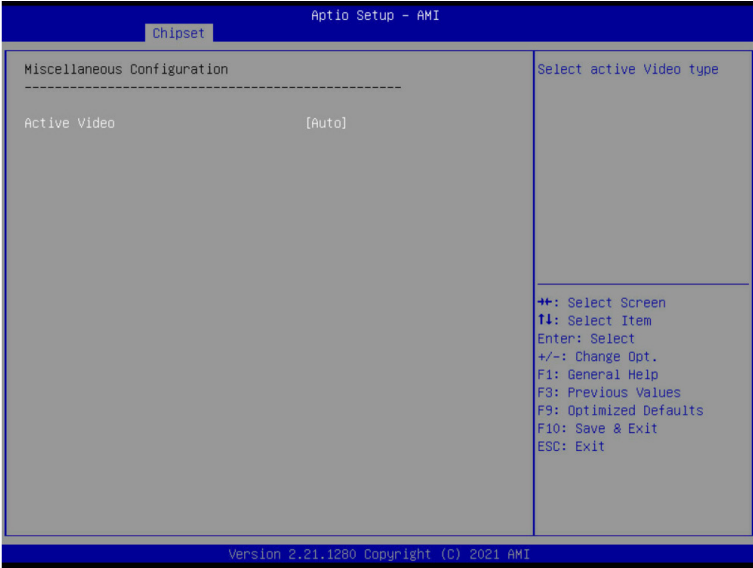 Aptio Setup – AMI
Chipset
Miscellaneous Configuration
--------------------------------------------------
Active Video [Auto]
Select active Video type
→←: Select Screen
↑↓: Select Item
Enter: Select
+/-: Change Opt.
F1: General Help
F3: Previous Values
F9: Optimized Defaults
F10: Save & Exit
ESC: Exit
Version 2.21.1280 Copyright (C) 2021 AMI